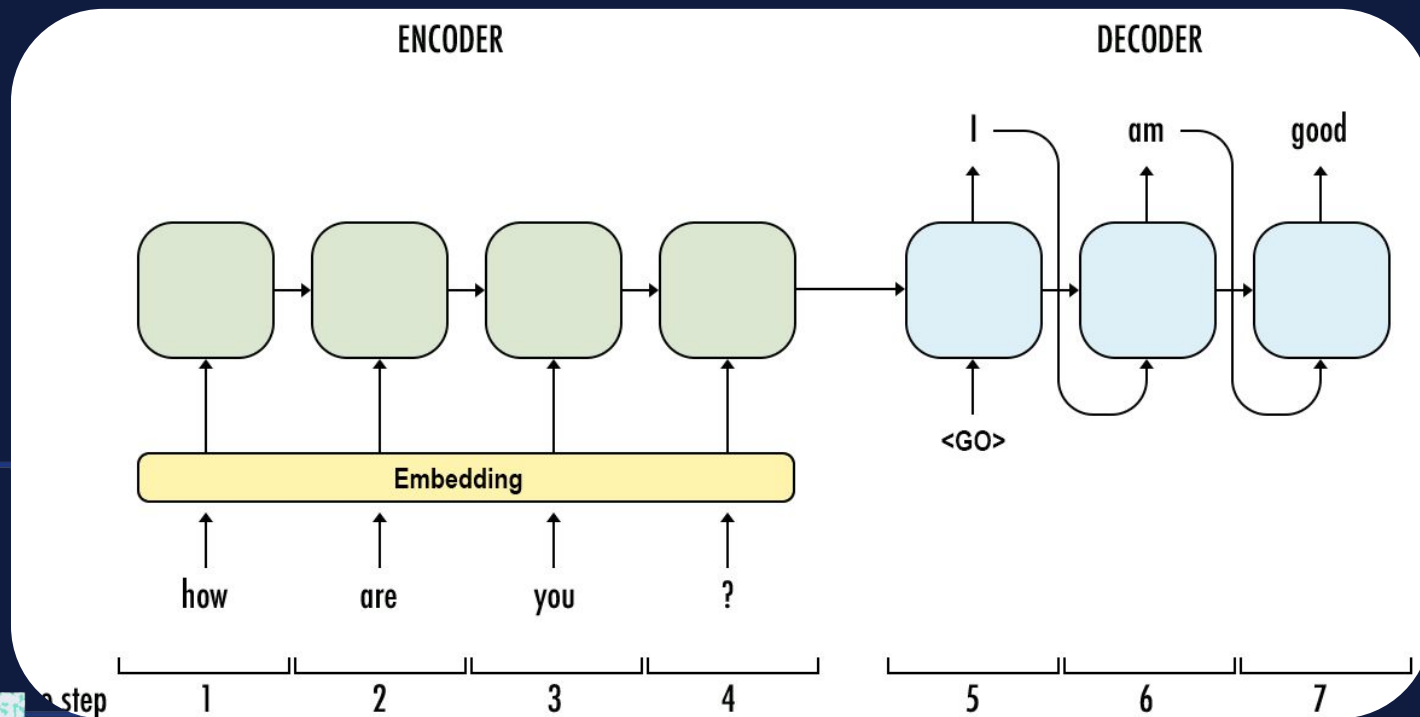 ENCODER DECODER
I am good
<GO>
Embedding
how are you ?
step 1 2 3 4 5 6 7